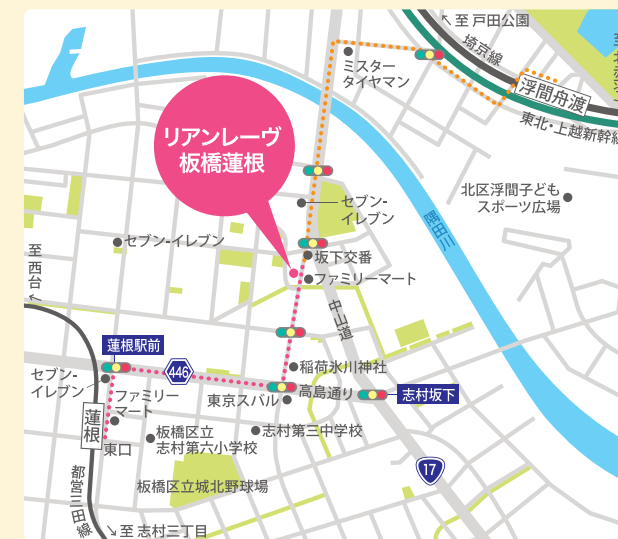 至 戸田公園
埼京線
浮間舟渡
東北・上越新幹線
ミスター
タイヤマン
リアンレーヴ
板橋蓮根
北区浮間子ども
スポーツ広場
セブン-
イレブン
隅田川
セブン-イレブン
坂下交番
ファミリーマート
至
西台
中山道
蓮根駅前
446
稲荷氷川神社
セブン-
イレブン
ファミリー
マート
東京スバル
高島通り
志村坂下
蓮根
東口
板橋区立
志村第六小学校
志村第三中学校
17
板橋区立城北野球場
都営三田線
至 志村三丁目